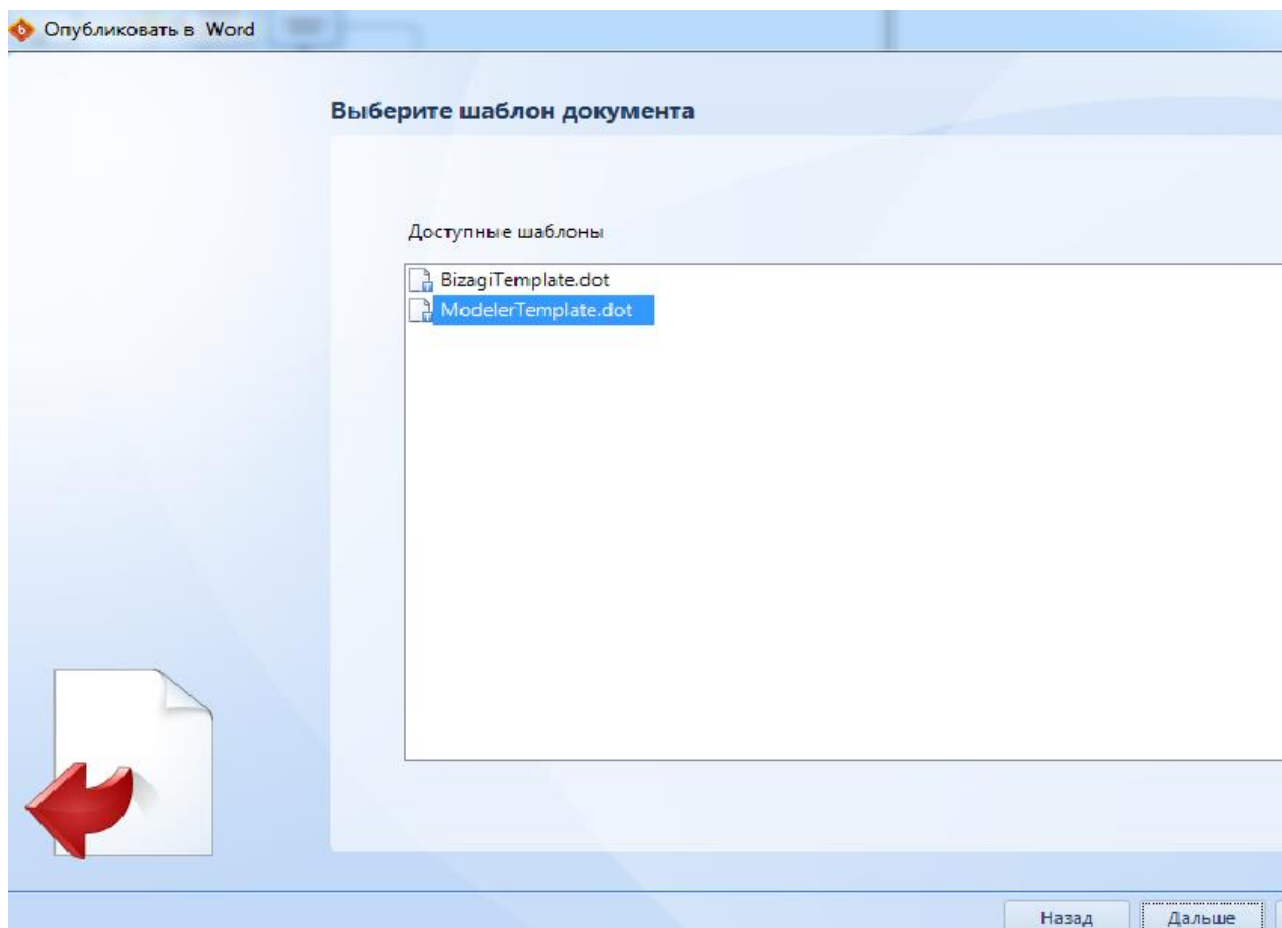 Опубликовать в Word
Выберите шаблон документа
Доступные шаблоны
BizagiTemplate.dot
ModelerTemplate.dot
Назад
Дальше